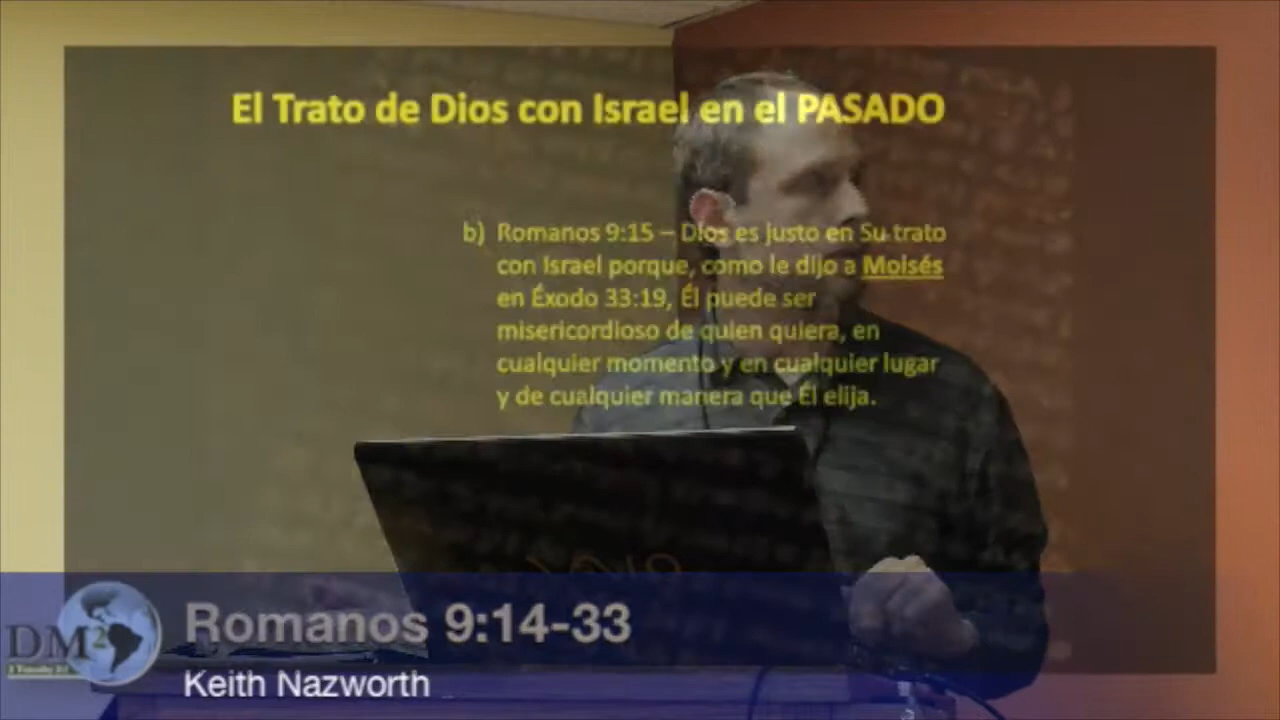 El Trato de Dios con Israel en el PASADO
b) Romanos 9:15 – Dios es justo en Su trato
con Israel porque, como le dijo a Moisés
en Éxodo 33:19, Él puede ser
misericordioso de quien quiera, en
cualquier momento y en cualquier lugar
y de cualquier manera que Él elija.
DM2
Romanos 9:14-33
Keith Nazworth